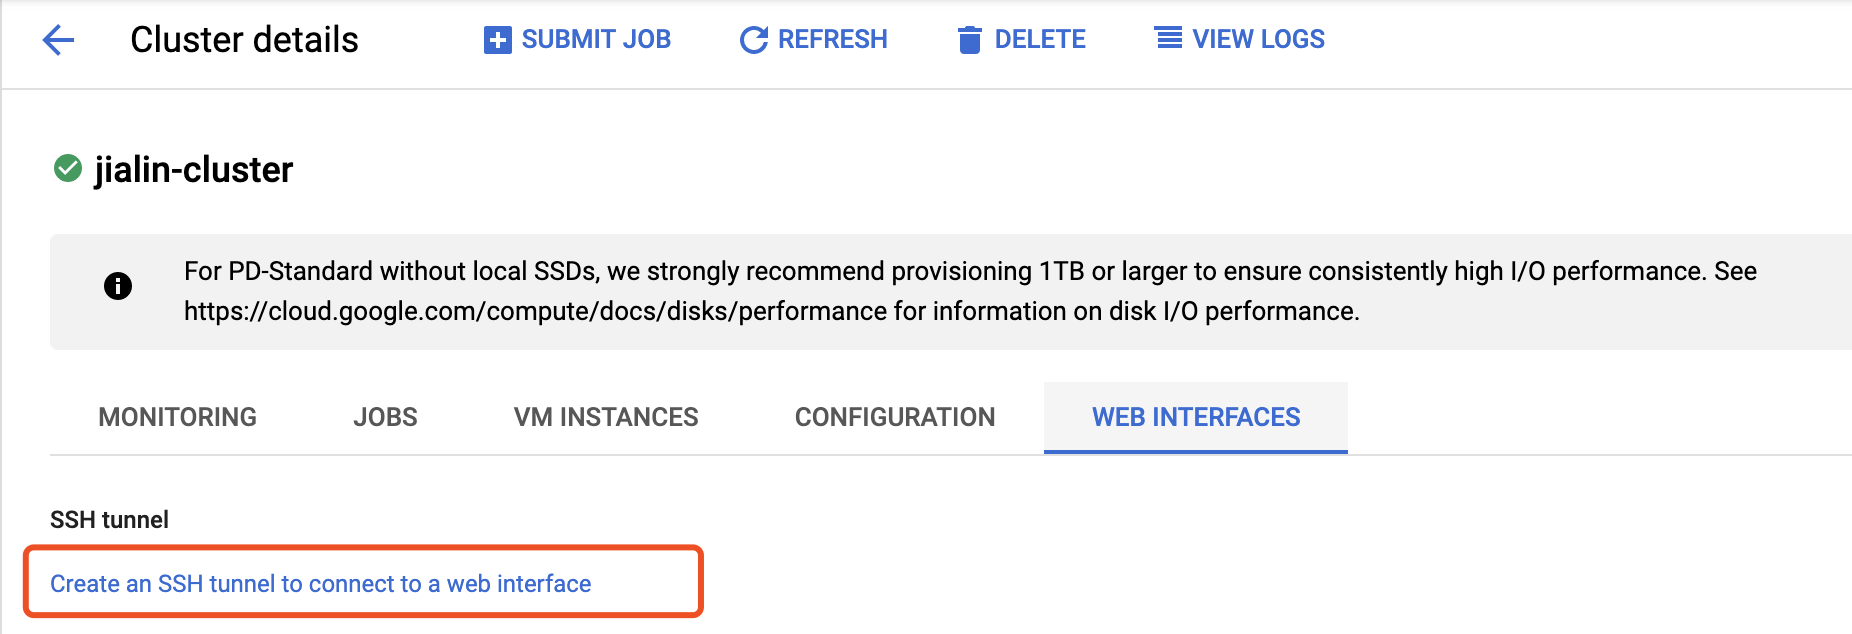 Cluster details
SUBMIT JOB
REFRESH
DELETE
VIEW LOGS
jialin-cluster
For PD-Standard without local SSDs, we strongly recommend provisioning 1TB or larger to ensure consistently high I/O performance. See
https://cloud.google.com/compute/docs/disks/performance for information on disk I/O performance.
MONITORING
JOBS
VM INSTANCES
CONFIGURATION
WEB INTERFACES
SSH tunnel
Create an SSH tunnel to connect to a web interface